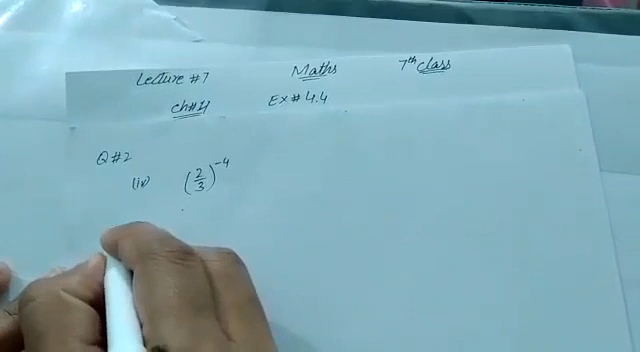 Lecture #7 Maths 7th class
Ch#4 Ex# 4.4
Q#2
(iv) (2/3)^-4